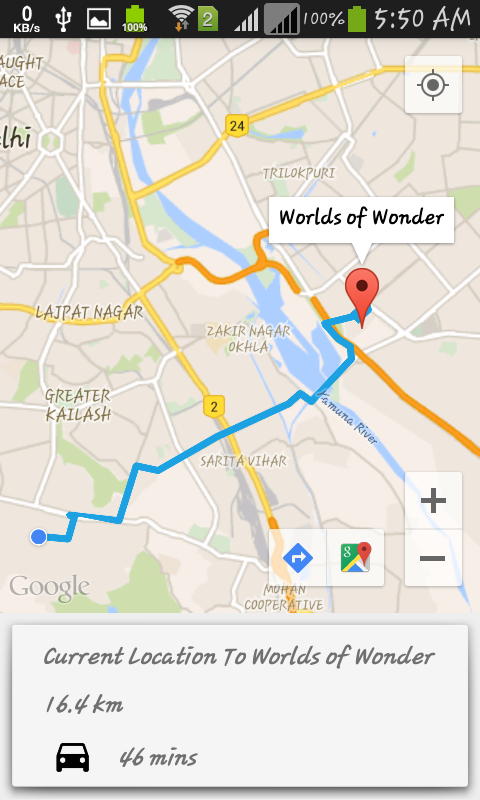 0
KB/s
100%
2
100%
5:50 AM
AUGHT
ACE
lhi
24
TRILOKPURI
Worlds of Wonder
LAJPAT NAGAR
ZAKIR NAGAR
OKHLA
GREATER
KAILASH
2
Yamuna River
SARITA VIHAR
+
−
8
Google
MOHAN
COOPERATIVE
Current Location To Worlds of Wonder
16.4 km
46 mins